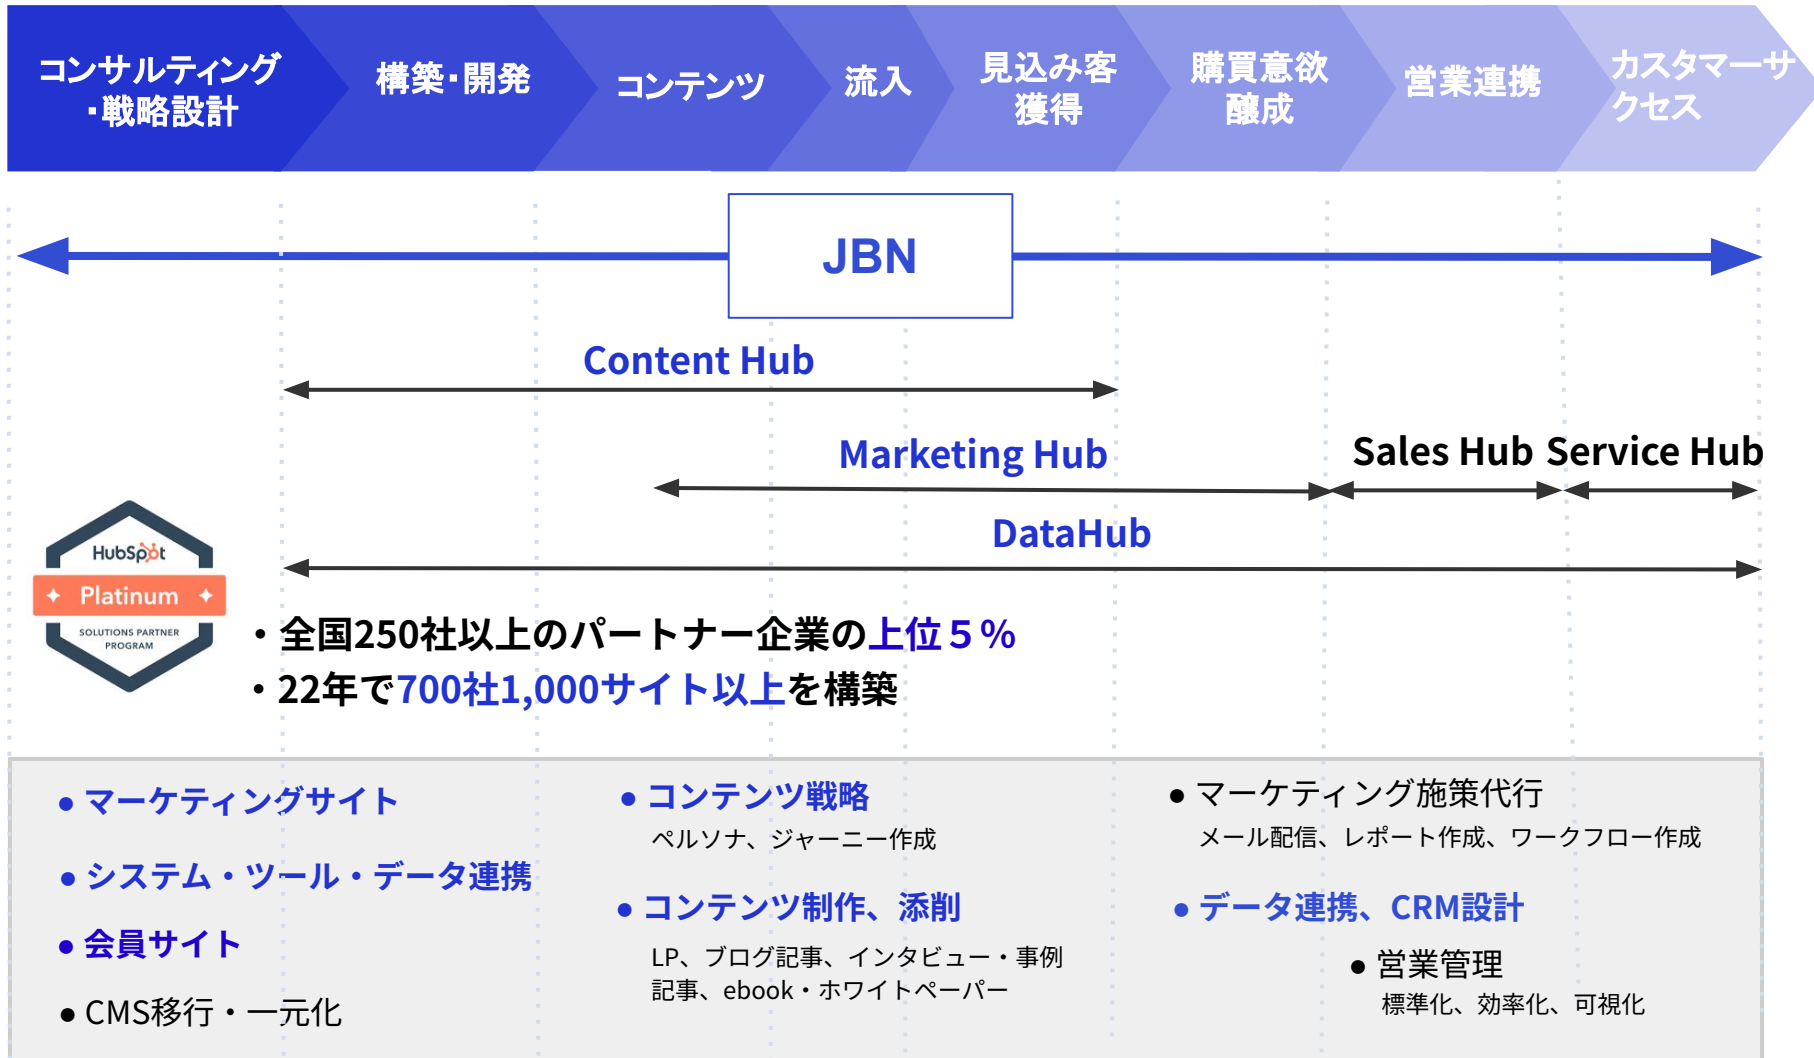 コンサルティング
・戦略設計
構築・開発
コンテンツ
流入
見込み客
獲得
購買意欲
醸成
営業連携
カスタマーサ
クセス
JBN
Content Hub
Marketing Hub
Sales Hub
Service Hub
DataHub
HubSpot
Platinum
SOLUTIONS PARTNER
PROGRAM
・全国250社以上のパートナー企業の上位５％
・22年で700社1,000サイト以上を構築
● マーケティングサイト
● システム・ツール・データ連携
● 会員サイト
● CMS移行・一元化
● コンテンツ戦略
ペルソナ、ジャーニー作成
● コンテンツ制作、添削
LP、ブログ記事、インタビュー・事例
記事、ebook・ホワイトペーパー
● マーケティング施策代行
メール配信、レポート作成、ワークフロー作成
● データ連携、CRM設計
● 営業管理
標準化、効率化、可視化